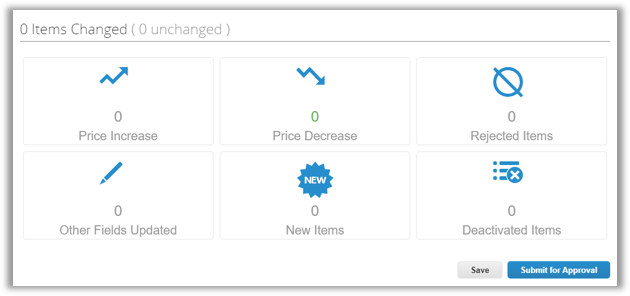 0 Items Changed ( 0 unchanged )
0
Price Increase
0
Price Decrease
0
Rejected Items
0
Other Fields Updated
NEW
0
New Items
0
Deactivated Items
Save
Submit for Approval